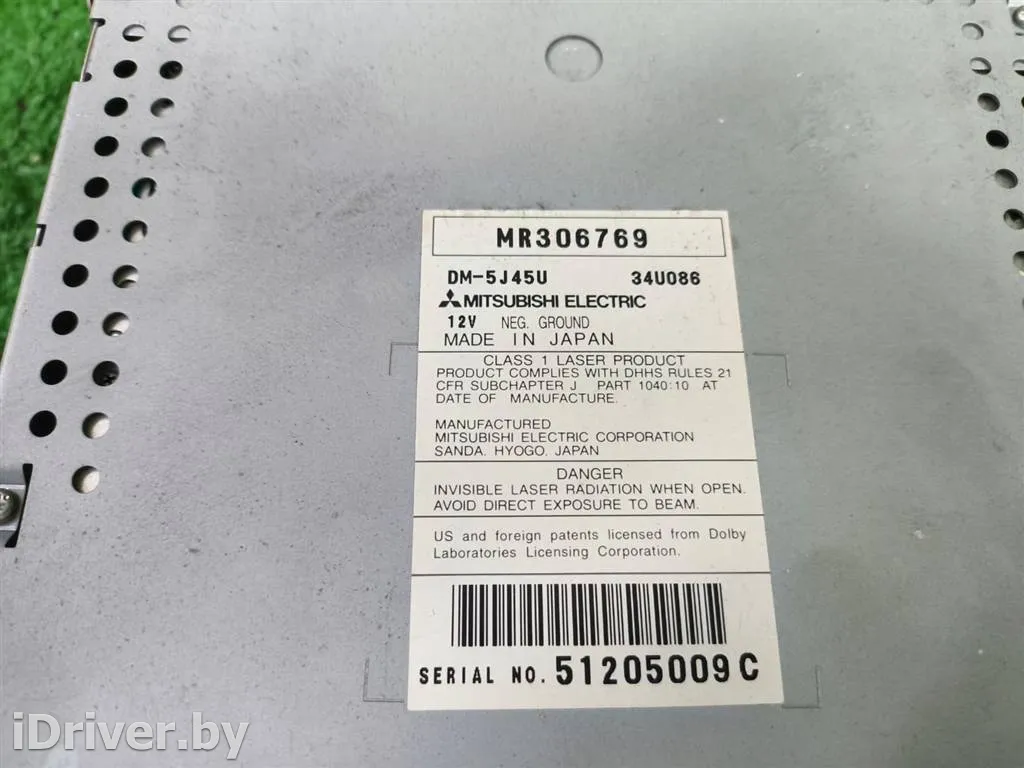 MR306769
DM-5J45U 34U086
MITSUBISHI ELECTRIC
12V NEG. GROUND
MADE IN JAPAN
CLASS 1 LASER PRODUCT
PRODUCT COMPLIES WITH DHHS RULES 21
CFR SUBCHAPTER J PART 1040:10 AT
DATE OF MANUFACTURE.
MANUFACTURED
MITSUBISHI ELECTRIC CORPORATION
SANDA. HYOGO. JAPAN
DANGER
INVISIBLE LASER RADIATION WHEN OPEN.
AVOID DIRECT EXPOSURE TO BEAM.
US and foreign patents licensed from Dolby
Laboratories Licensing Corporation.
SERIAL NO. 51205009C
iDriver.by